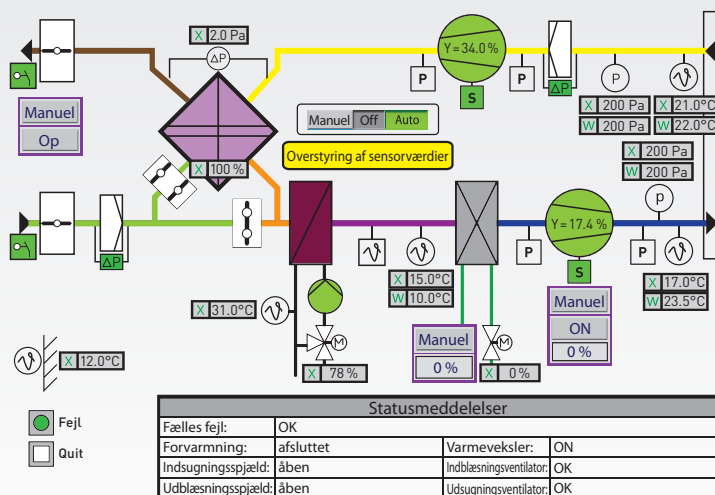 X 2.0 Pa
ΔP
Y=34.0%
P
P
P
S
ΔP
X 200 Pa
X 21.0°C
W 200 Pa
W 22.0°C
Manuel
Op
Manuel Off Auto
Overstyring af sensorværdier
X 100 %
X 200 Pa
W 200 Pa
p
ΔP
Y=17.4 %
P
P
S
X 15.0°C
W 10.0°C
X 17.0°C
W 23.5°C
X 31.0°C
M
X 78 %
Manuel
0 %
M
X 0 %
Manuel
ON
0 %
X 12.0°C
Fejl
Quit
Statusmeddelelser
Fælles fejl: OK
Forvarmning: afsluttet Varmeveksler: ON
Indsugningsspjæld: åben Indblæsningsventilator: OK
Udblæsningsspjæld: åben Udsugningsventilator: OK